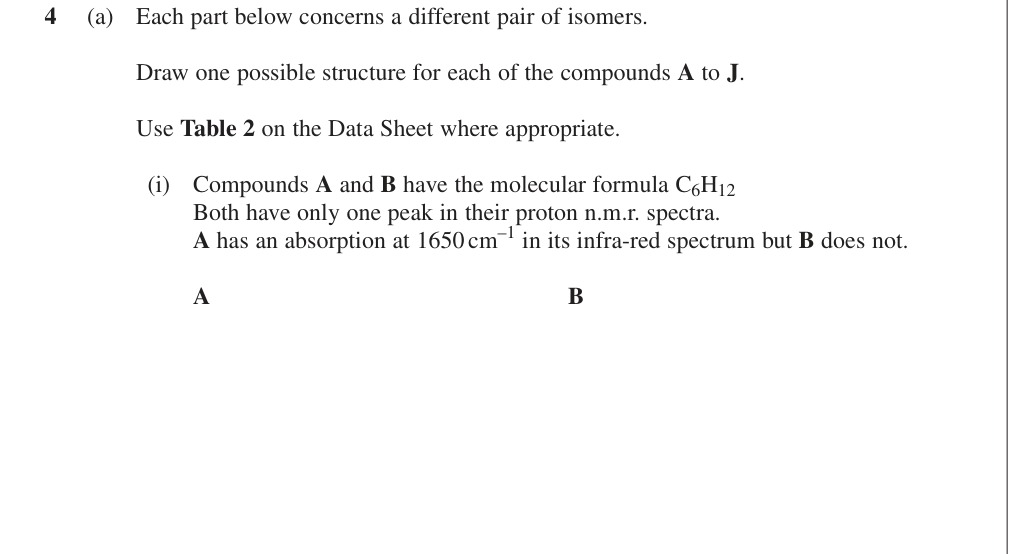 4 (a) Each part below concerns a different pair of isomers.
Draw one possible structure for each of the compounds A to J.
Use Table 2 on the Data Sheet where appropriate.
(i) Compounds A and B have the molecular formula C₆H₁₂
Both have only one peak in their proton n.m.r. spectra.
A has an absorption at 1650 cm⁻¹ in its infra-red spectrum but B does not.
A B